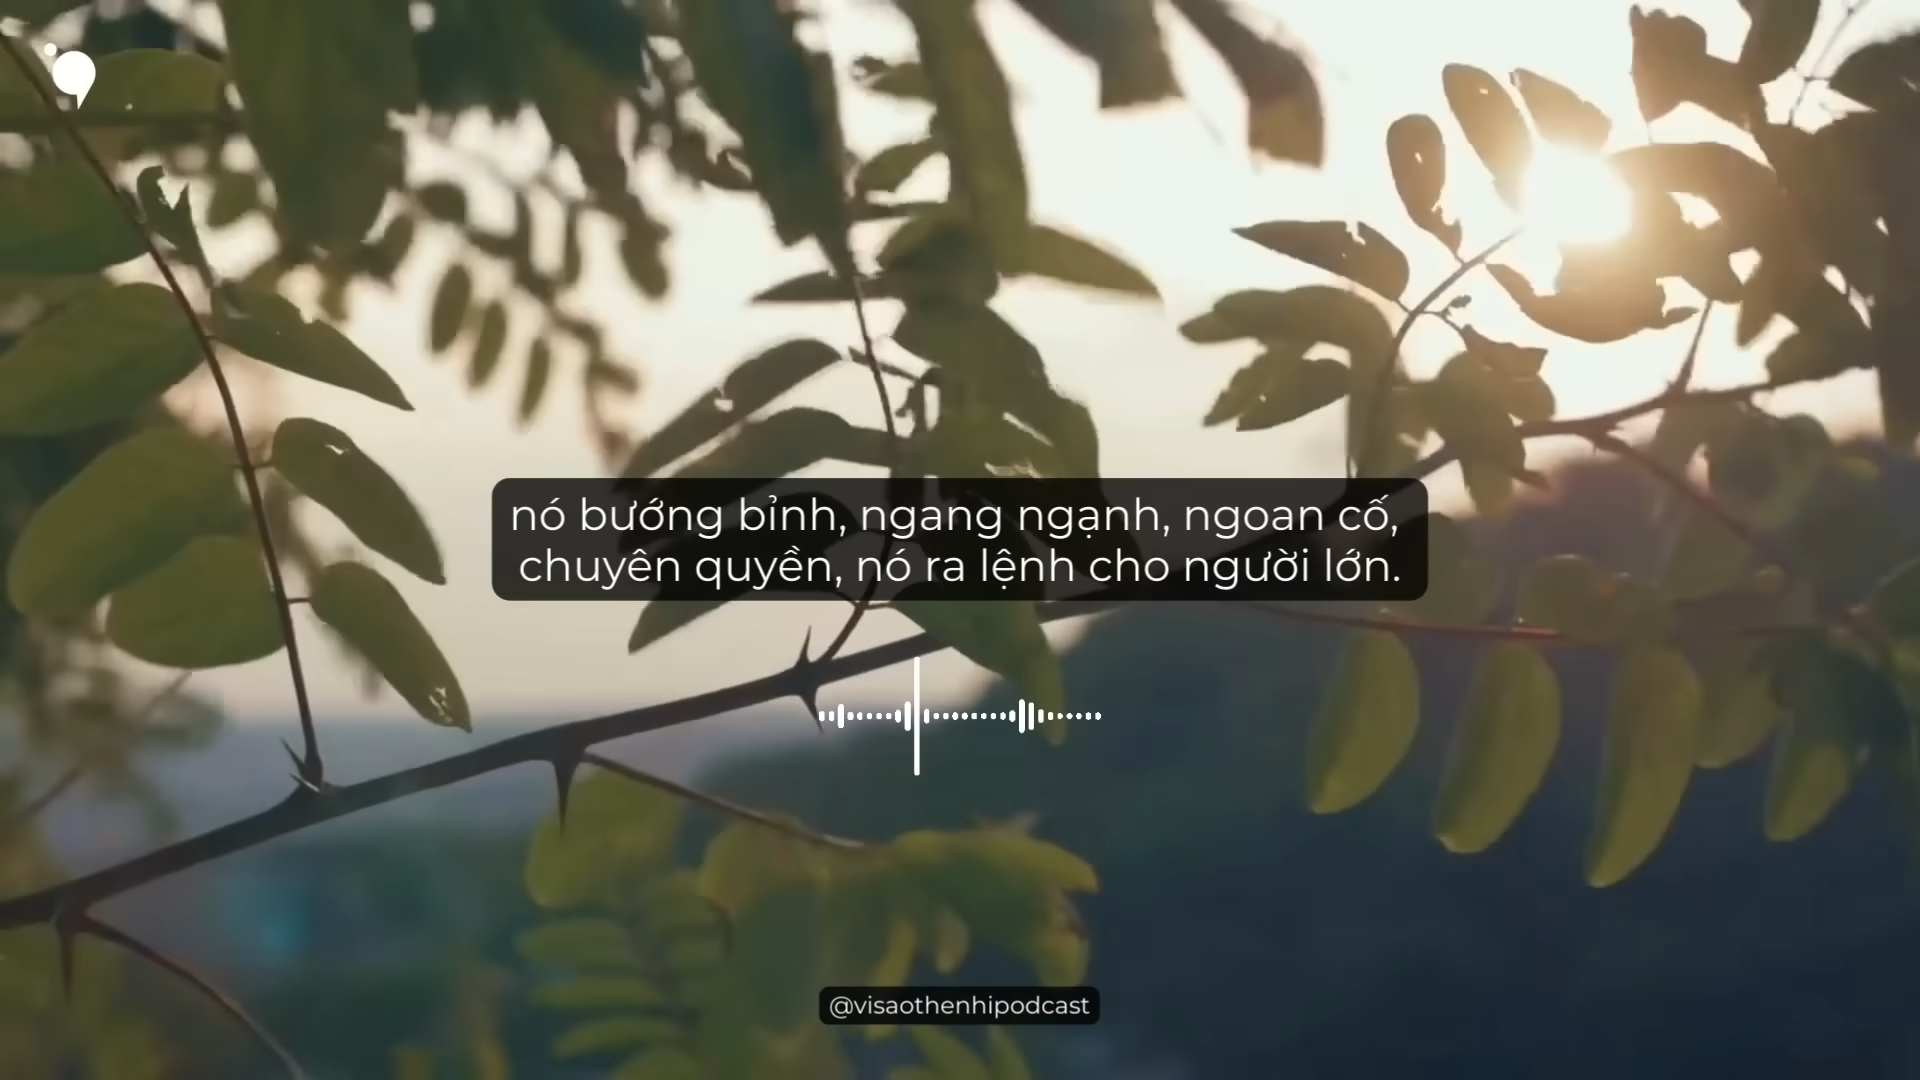 nó bướng bỉnh, ngang ngạnh, ngoan cố,
chuyên quyền, nó ra lệnh cho người lớn.
@visaothenhipodcast